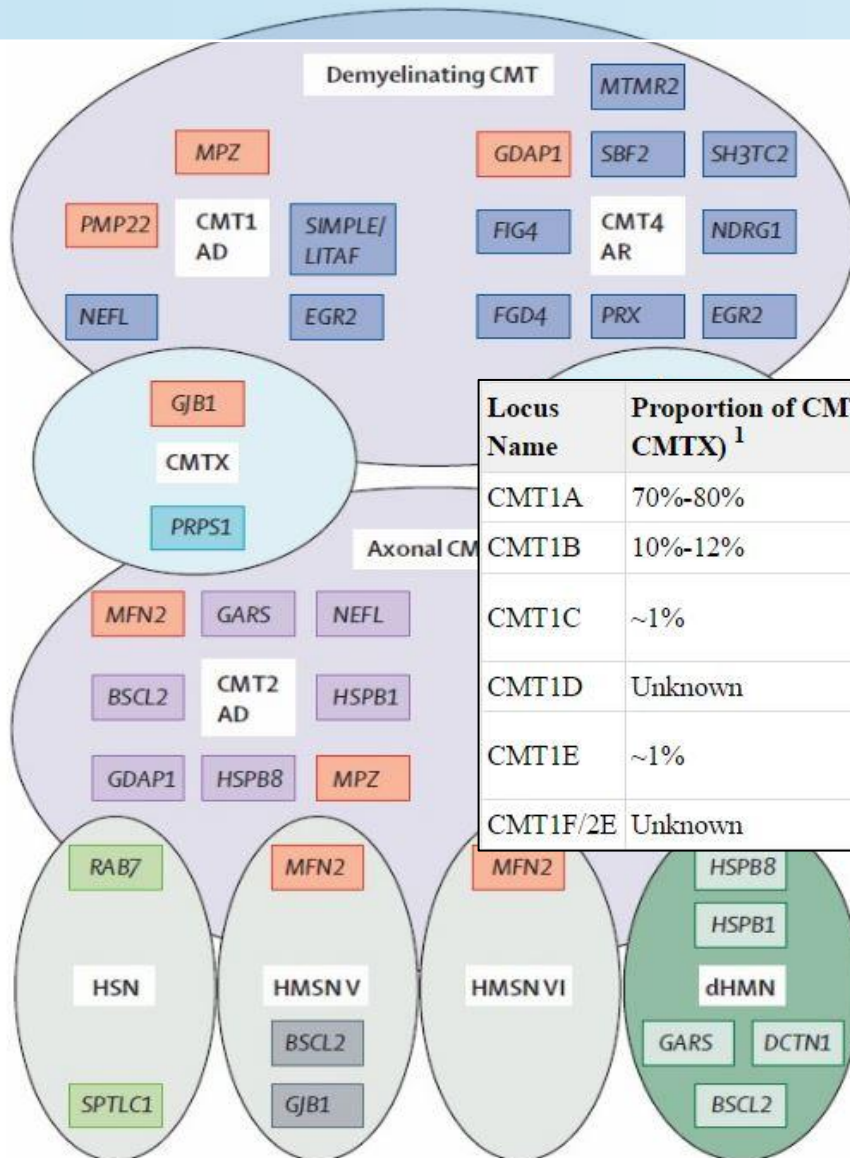 Demyelinating CMT
MTMR2
MPZ
GDAP1
SBF2
SH3TC2
PMP22
CMT1
AD
SIMPLE/
LITAF
FIG4
CMT4
AR
NDRG1
NEFL
EGR2
FGD4
PRX
EGR2
GJB1
CMTX
PRPS1
Axonal CM
MFN2
GARS
NEFL
BSCL2
CMT2
AD
HSPB1
GDAP1
HSPB8
MPZ
Locus Name
Proportion of CM
CMTX) 1
CMT1A 70%-80%
CMT1B 10%-12%
CMT1C ~1%
CMT1D Unknown
CMT1E ~1%
CMT1F/2E Unknown
RAB7
HSN
SPTLC1
MFN2
HMSN V
BSCL2
GJB1
MFN2
HMSN VI
HSPB8
HSPB1
dHMN
GARS
DCTN1
BSCL2